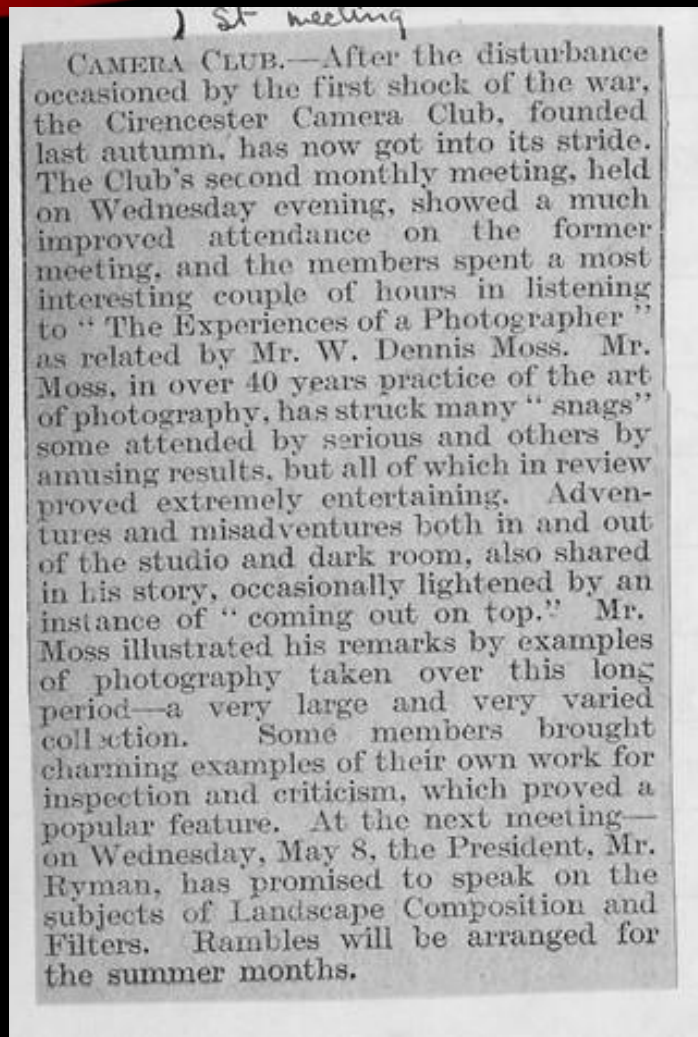 1st meeting
CAMERA CLUB.—After the disturbance
occasioned by the first shock of the war,
the Cirencester Camera Club, founded
last autumn, has now got into its stride.
The Club's second monthly meeting, held
on Wednesday evening, showed a much
improved attendance on the former
meeting, and the members spent a most
interesting couple of hours in listening
to “ The Experiences of a Photographer ”
as related by Mr. W. Dennis Moss. Mr.
Moss, in over 40 years practice of the art
of photography, has struck many “ snags”
some attended by serious and others by
amusing results, but all of which in review
proved extremely entertaining. Adven-
tures and misadventures both in and out
of the studio and dark room, also shared
in his story, occasionally lightened by an
instance of “ coming out on top.” Mr.
Moss illustrated his remarks by examples
of photography taken over this long
period—a very large and very varied
collection. Some members brought
charming examples of their own work for
inspection and criticism, which proved a
popular feature. At the next meeting—
on Wednesday, May 8, the President, Mr.
Ryman, has promised to speak on the
subjects of Landscape Composition and
Filters. Rambles will be arranged for
the summer months.